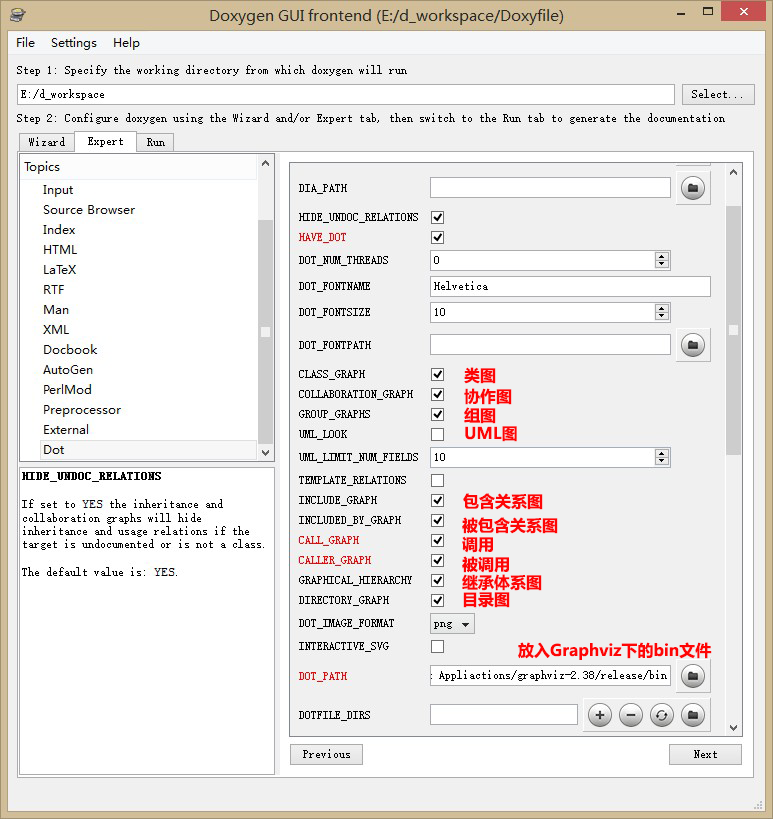 Doxygen GUI frontend (E:/d_workspace/Doxyfile)
File Settings Help
Step 1: Specify the working directory from which doxygen will run
E:/d_workspace
Select...
Step 2: Configure doxygen using the Wizard and/or Expert tab, then switch to the Run tab to generate the documentation
Wizard Expert Run
Topics
Input
Source Browser
Index
HTML
LaTeX
RTF
Man
XML
Docbook
AutoGen
PerlMod
Preprocessor
External
Dot
HIDE_UNDOC_RELATIONS
If set to YES the inheritance and
collaboration graphs will hide
inheritance and usage relations if the
target is undocumented or is not a class.
The default value is: YES.
DIA_PATH
HIDE_UNDOC_RELATIONS
HAVE_DOT
DOT_NUM_THREADS 0
DOT_FONTNAME Helvetica
DOT_FONTSIZE 10
DOT_FONTPATH
CLASS_GRAPH 类图
COLLABORATION_GRAPH 协作图
GROUP_GRAPHS 组图
UML_LOOK UML图
UML_LIMIT_NUM_FIELDS 10
TEMPLATE_RELATIONS
INCLUDE_GRAPH 包含关系图
INCLUDED_BY_GRAPH 被包含关系图
CALL_GRAPH 调用
CALLER_GRAPH 被调用
GRAPHICAL_HIERARCHY 继承体系图
DIRECTORY_GRAPH 目录图
DOT_IMAGE_FORMAT png
INTERACTIVE_SVG
放入Graphviz下的bin文件
DOT_PATH : Appliactions/graphviz-2.38/release/bin
DOTFILE_DIRS
Previous Next